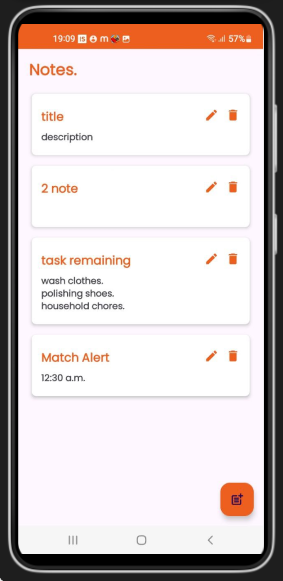 19:09
57%
Notes.
title
description
2 note
task remaining
wash clothes.
polishing shoes.
household chores.
Match Alert
12:30 a.m.